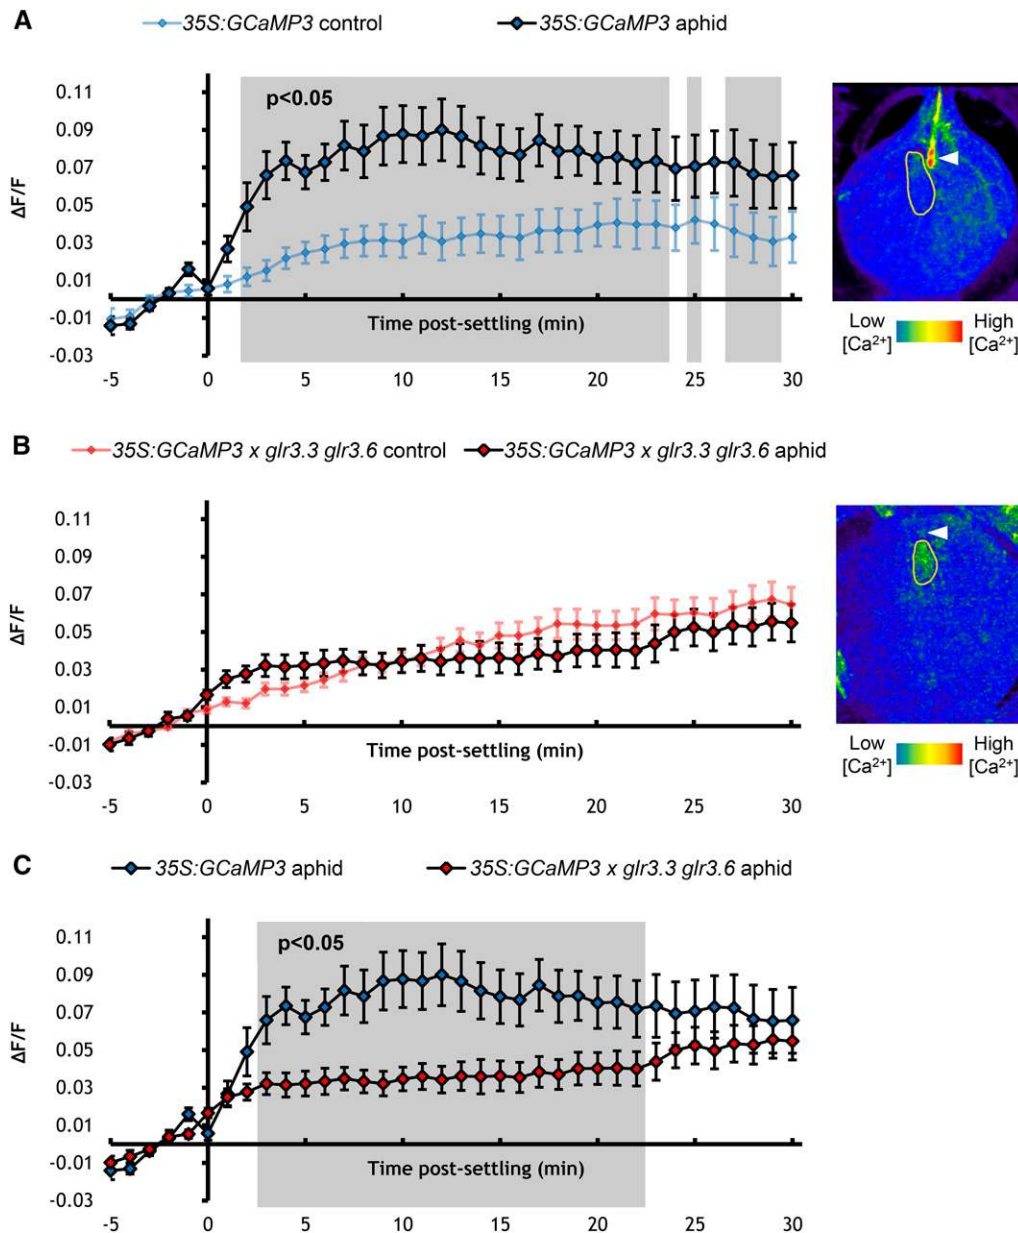 A
35S:GCaMP3 control
35S:GCaMP3 aphid
0.11
0.09
0.07
0.05
0.03
0.01
-0.01
-0.03
ΔF/F
p<0.05
Time post-settling (min)
-5 0 5 10 15 20 25 30
Low High
[Ca²⁺] [Ca²⁺]
B
35S:GCaMP3 x glr3.3 glr3.6 control
35S:GCaMP3 x glr3.3 glr3.6 aphid
0.11
0.09
0.07
0.05
0.03
0.01
-0.01
-0.03
ΔF/F
Time post-settling (min)
-5 0 5 10 15 20 25 30
Low High
[Ca²⁺] [Ca²⁺]
C
35S:GCaMP3 aphid
35S:GCaMP3 x glr3.3 glr3.6 aphid
0.11
0.09
0.07
0.05
0.03
0.01
-0.01
-0.03
ΔF/F
p<0.05
Time post-settling (min)
-5 0 5 10 15 20 25 30